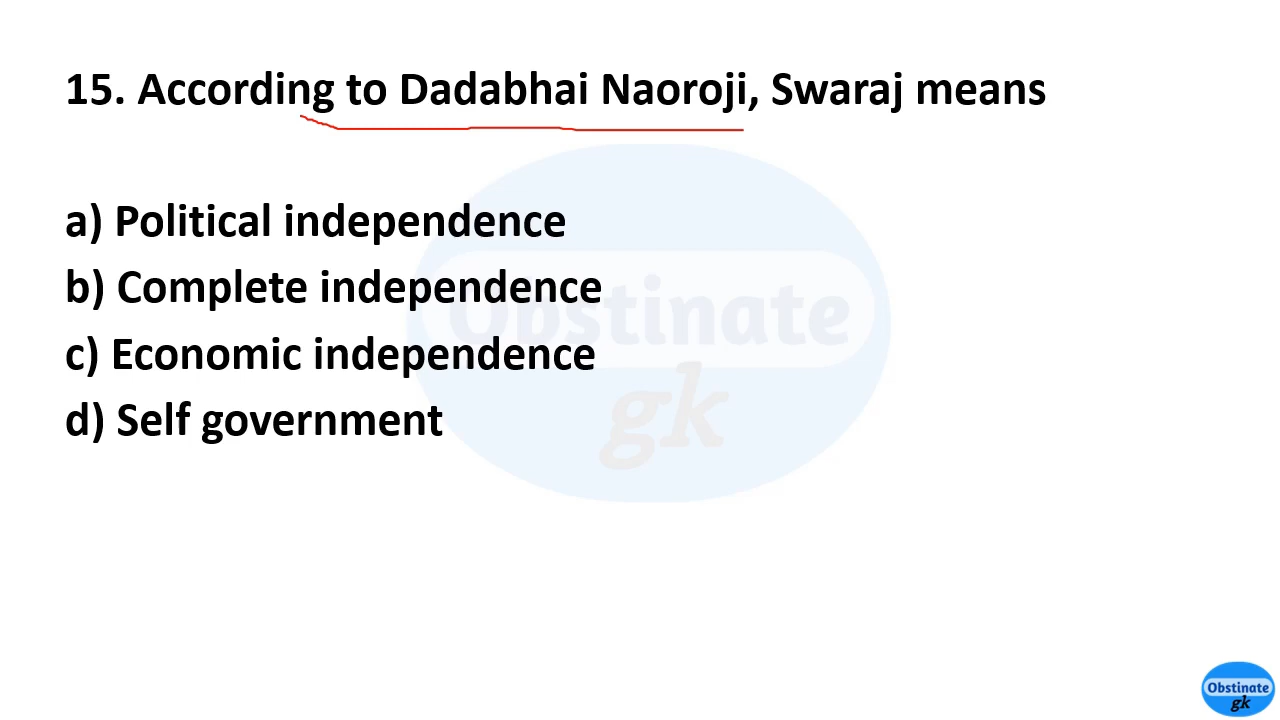 15. According to Dadabhai Naoroji, Swaraj means
a) Political independence
b) Complete independence
c) Economic independence
d) Self government
Obstinate
gk
Obstinate
gk